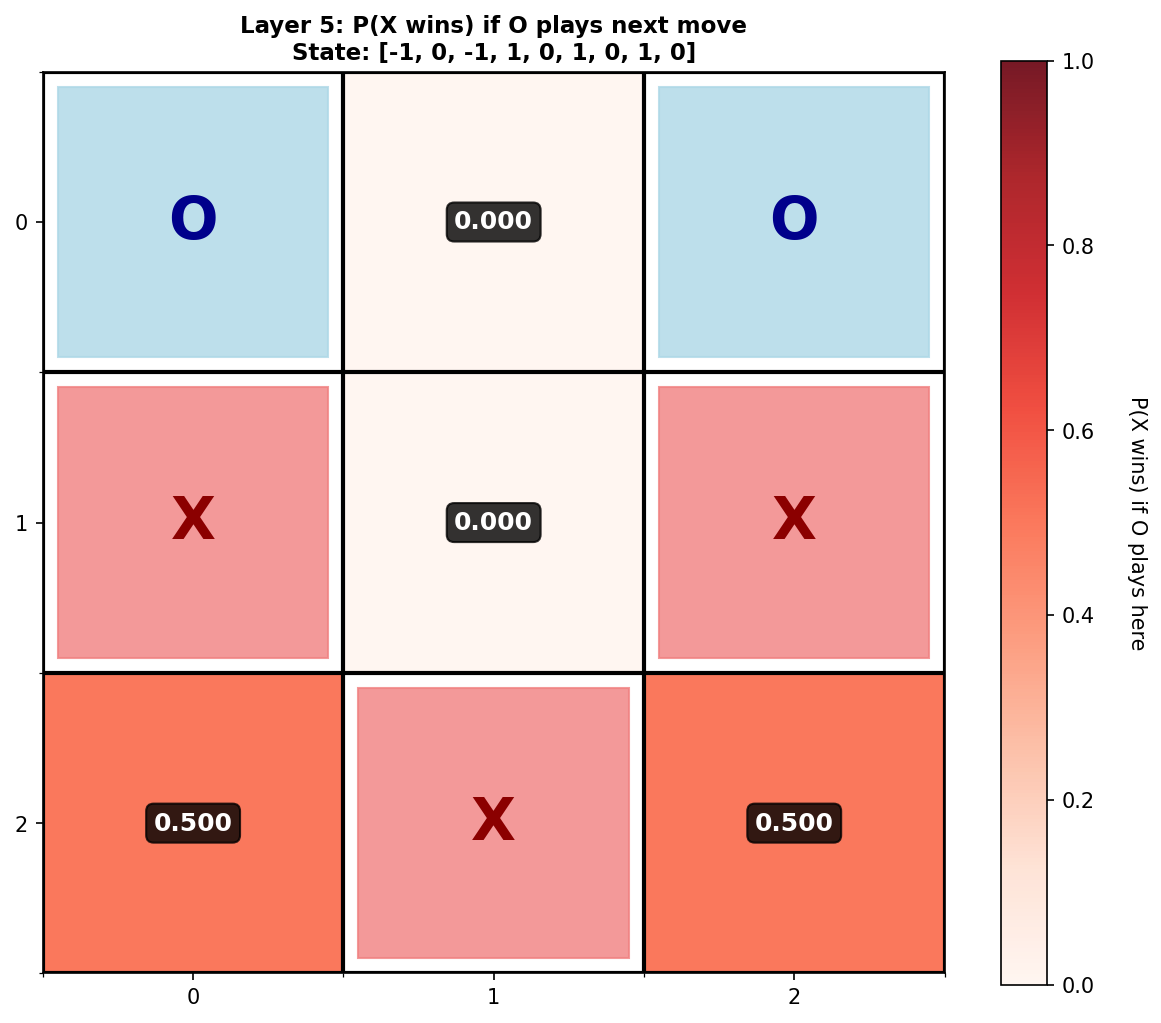 Layer 5: P(X wins) if O plays next move
State: [-1, 0, -1, 1, 0, 1, 0, 1, 0]
0
O
0.000
O
1
X
0.000
X
2
0.500
X
0.500
0
1
2
1.0
0.8
0.6
0.4
0.2
0.0
P(X wins) if O plays here